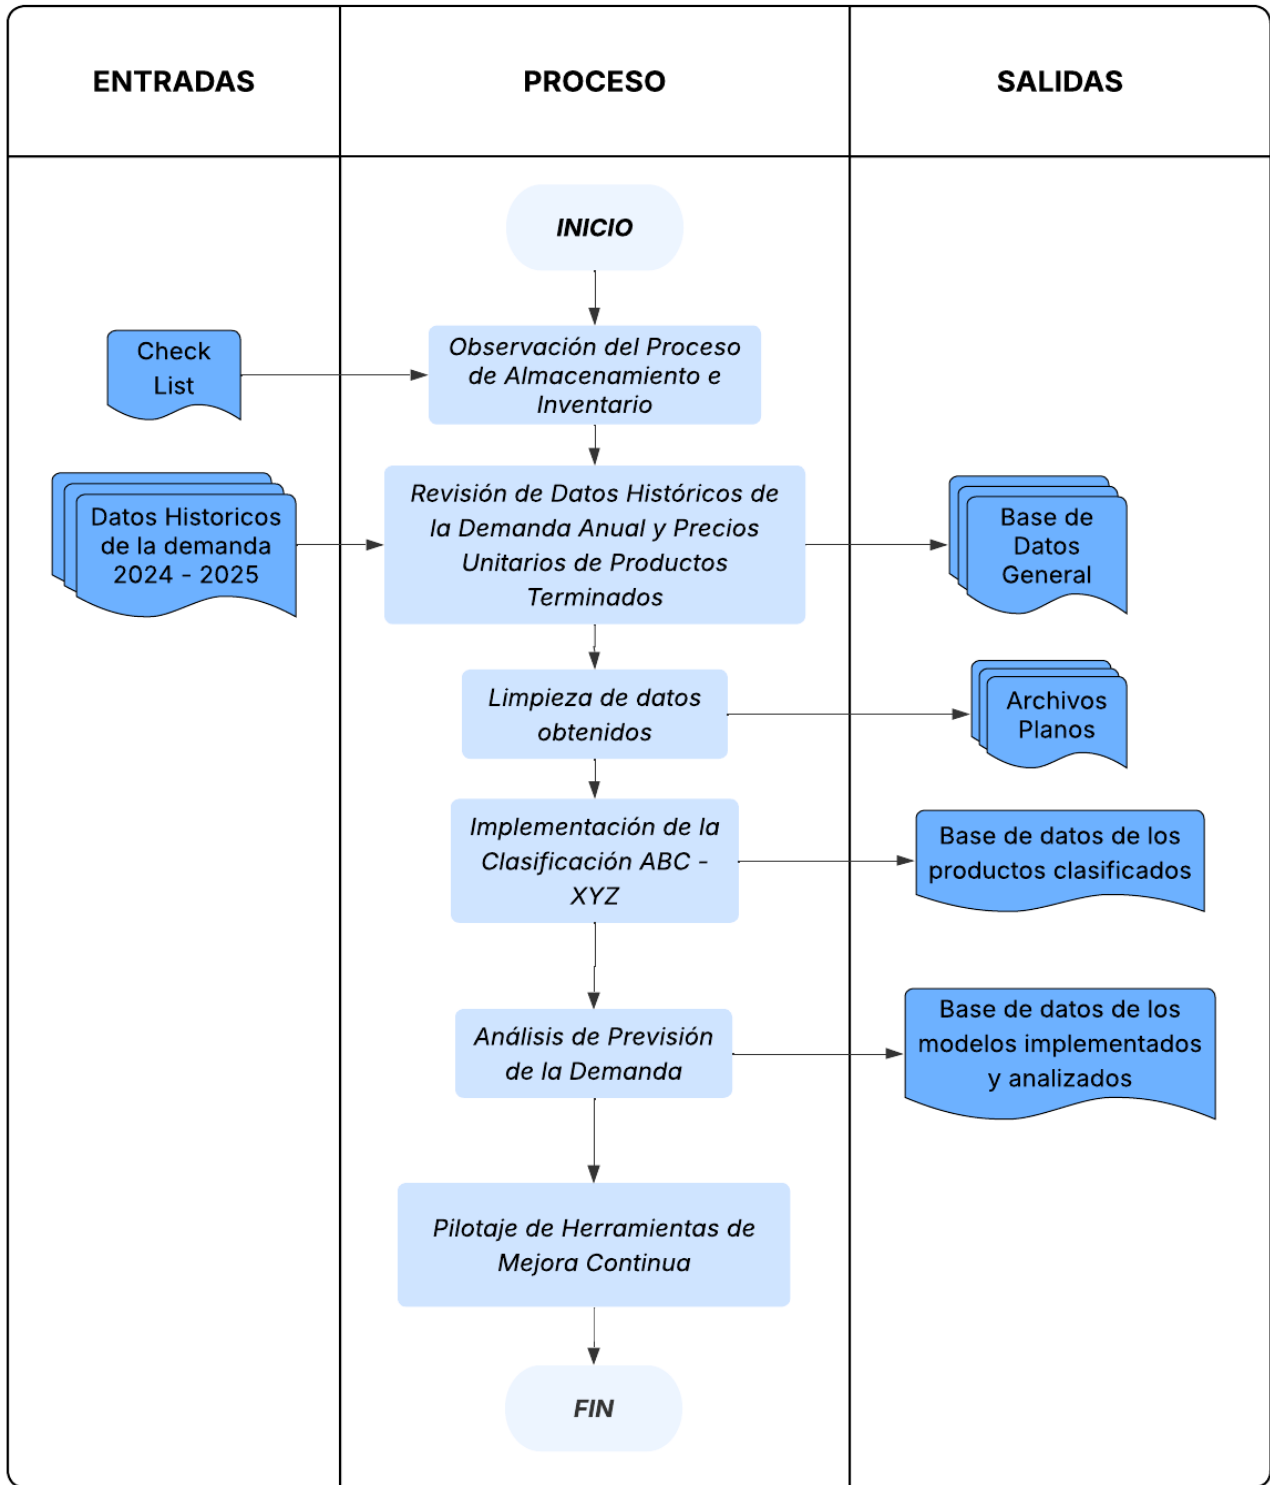 ENTRADAS
PROCESO
SALIDAS
INICIO
Check
List
Observación del Proceso
de Almacenamiento e
Inventario
Datos Historicos
de la demanda
2024 - 2025
Revisión de Datos Históricos de
la Demanda Anual y Precios
Unitarios de Productos
Terminados
Base de
Datos
General
Limpieza de datos
obtenidos
Archivos
Planos
Implementación de la
Clasificación ABC -
XYZ
Base de datos de los
productos clasificados
Análisis de Previsión
de la Demanda
Base de datos de los
modelos implementados
y analizados
Pilotaje de Herramientas de
Mejora Continua
FIN